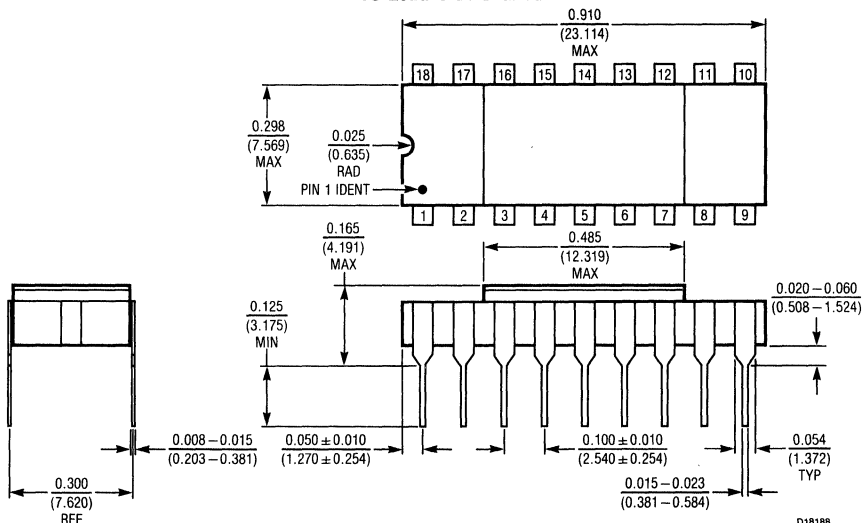 0.910
(23.114)
MAX
18 17 16 15 14 13 12 11 10
0.298
(7.569)
MAX
0.025
(0.635)
RAD
PIN 1 IDENT
1 2 3 4 5 6 7 8 9
0.165
(4.191)
MAX
0.485
(12.319)
MAX
0.020–0.060
(0.508–1.524)
0.125
(3.175)
MIN
0.008–0.015
(0.203–0.381)
0.050 ± 0.010
(1.270 ± 0.254)
0.100 ± 0.010
(2.540 ± 0.254)
0.054
(1.372)
TYP
0.300
(7.620)
REF
0.015–0.023
(0.381–0.584)
D18188